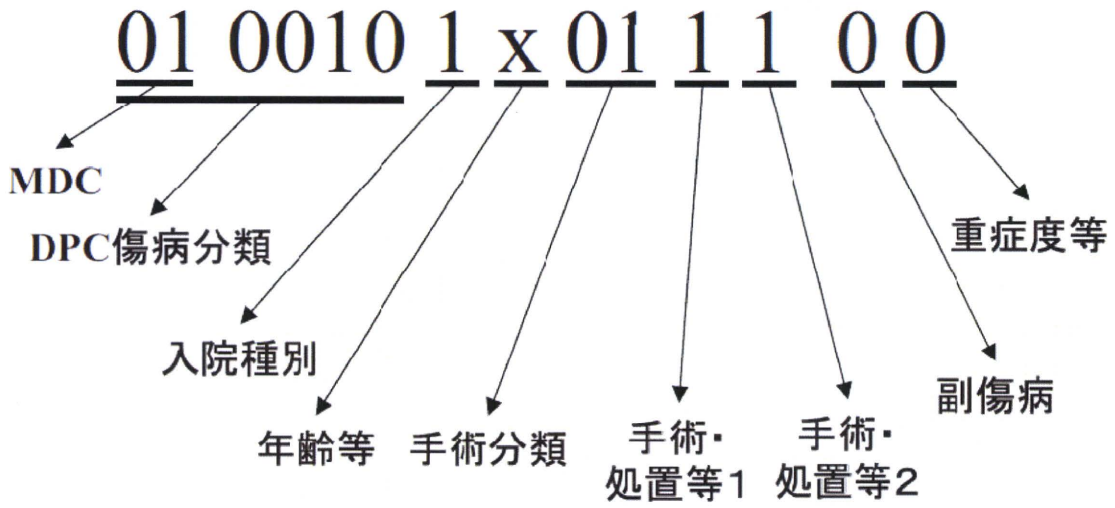 01 0010 1 x 01 1 1 0 0
MDC
DPC傷病分類
入院種別
年齢等
手術分類
手術・
処置等1
手術・
処置等2
副傷病
重症度等